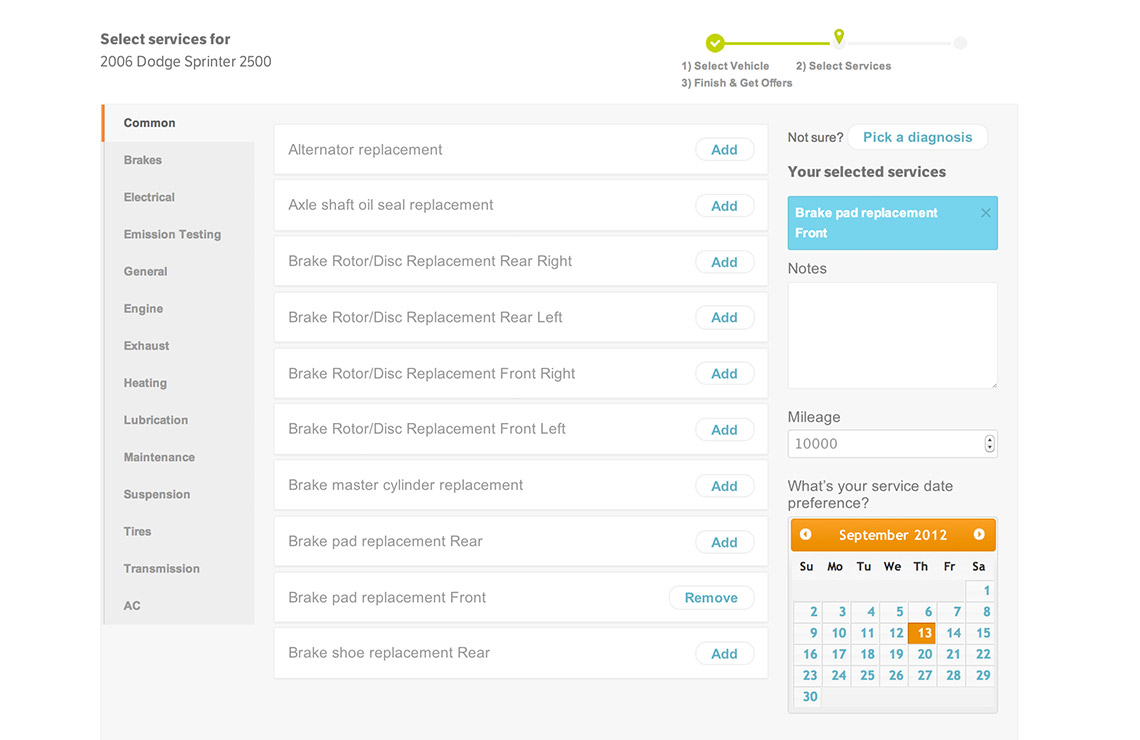 Select services for
2006 Dodge Sprinter 2500
1) Select Vehicle 2) Select Services
3) Finish & Get Offers
Common
Brakes
Electrical
Emission Testing
General
Engine
Exhaust
Heating
Lubrication
Maintenance
Suspension
Tires
Transmission
AC
Alternator replacement Add
Axle shaft oil seal replacement Add
Brake Rotor/Disc Replacement Rear Right Add
Brake Rotor/Disc Replacement Rear Left Add
Brake Rotor/Disc Replacement Front Right Add
Brake Rotor/Disc Replacement Front Left Add
Brake master cylinder replacement Add
Brake pad replacement Rear Add
Brake pad replacement Front Remove
Brake shoe replacement Rear Add
Not sure? Pick a diagnosis
Your selected services
Brake pad replacement
Front
Notes
Mileage
10000
What's your service date
preference?
September 2012
Su Mo Tu We Th Fr Sa
1
2 3 4 5 6 7 8
9 10 11 12 13 14 15
16 17 18 19 20 21 22
23 24 25 26 27 28 29
30